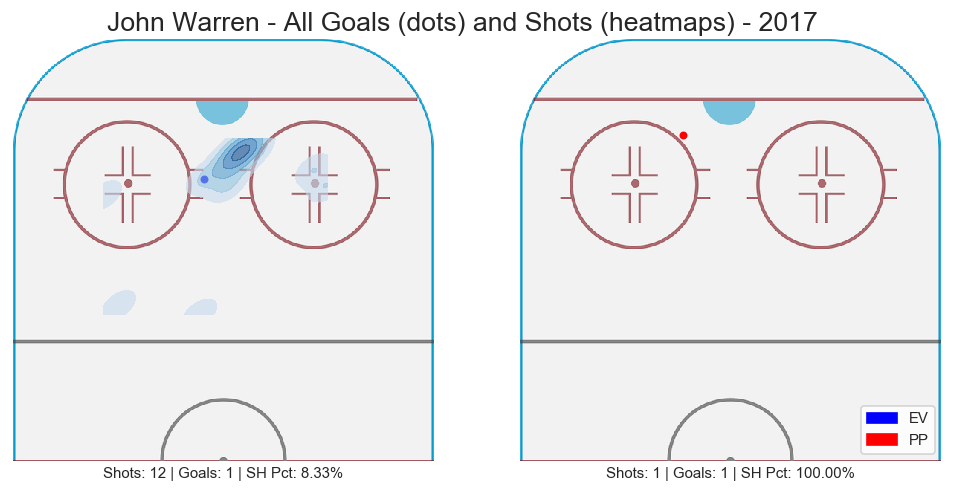 John Warren - All Goals (dots) and Shots (heatmaps) - 2017
EV
PP
Shots: 12 | Goals: 1 | SH Pct: 8.33%
Shots: 1 | Goals: 1 | SH Pct: 100.00%